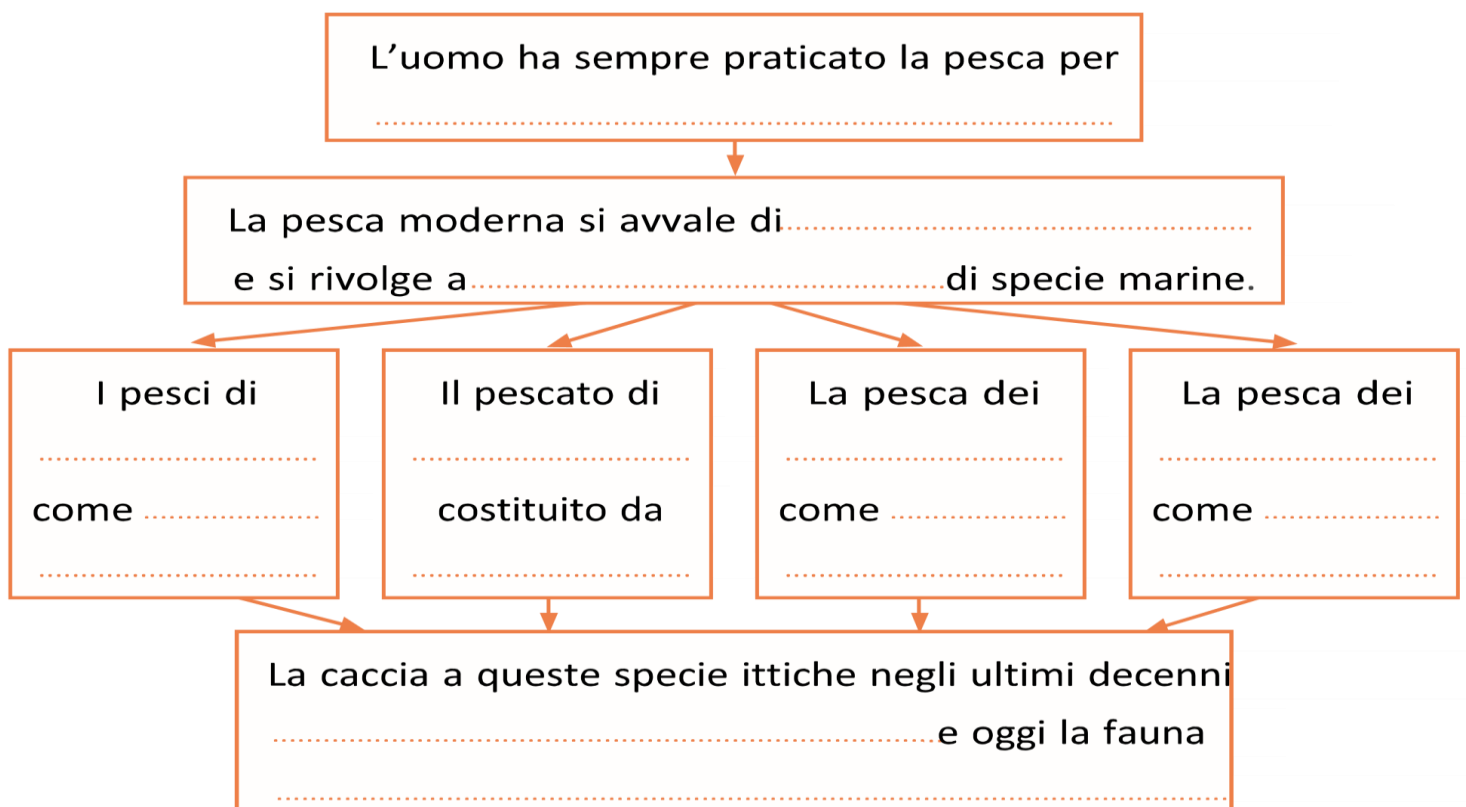 L'uomo ha sempre praticato la pesca per
................................................................................
La pesca moderna si avvale di....................................................
e si rivolge a....................................................di specie marine.
I pesci di
.................................
come .....................
.................................
Il pescato di
.................................
costituito da
.................................
La pesca dei
.................................
come .....................
.................................
La pesca dei
.................................
come .....................
.................................
La caccia a queste specie ittiche negli ultimi decenni
................................................................................e oggi la fauna
................................................................................